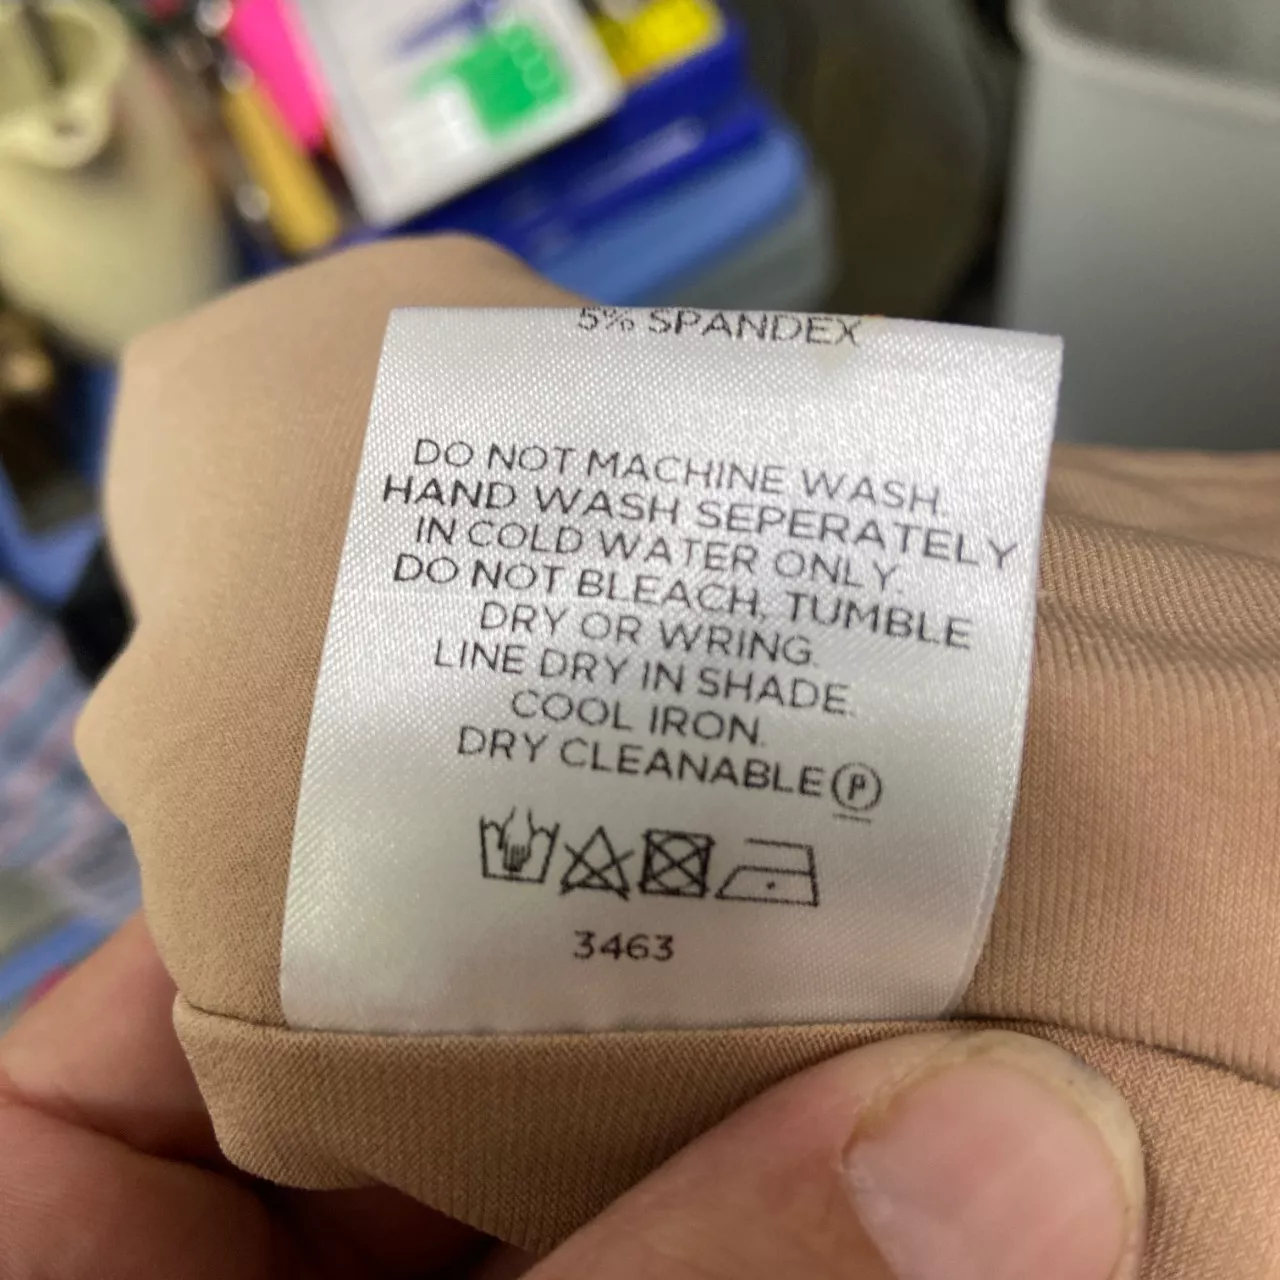 5% SPANDEX
DO NOT MACHINE WASH.
HAND WASH SEPERATELY
IN COLD WATER ONLY.
DO NOT BLEACH, TUMBLE
DRY OR WRING.
LINE DRY IN SHADE.
COOL IRON.
DRY CLEANABLE Ⓟ
3463